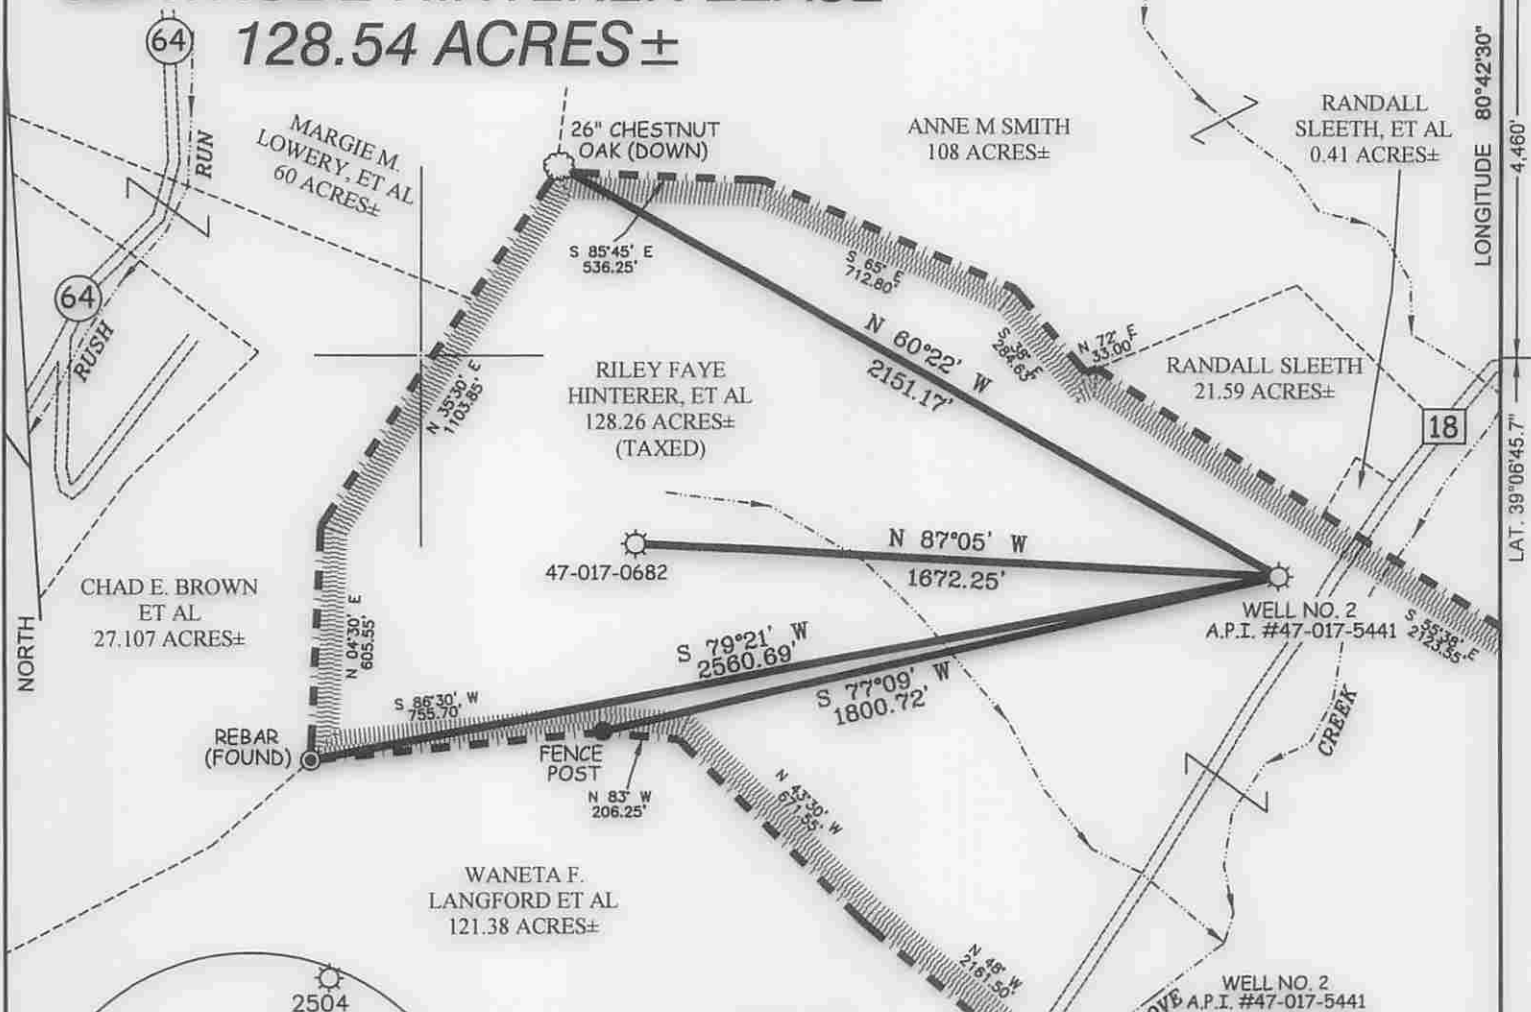 128.54 ACRES±
64
RUN
MARGIE M.
LOWERY, ET AL
60 ACRES±
26" CHESTNUT
OAK (DOWN)
ANNE M SMITH
108 ACRES±
RANDALL
SLEETH, ET AL
0.41 ACRES±
LONGITUDE 80°42'30"
4,460'
64
RUSH
S 85°45' E
536.25'
S 65° E
712.80'
S 38° E
284.63'
N 72° E
33.00'
N 60°22' W
2151.17'
RANDALL SLEETH
21.59 ACRES±
18
LAT. 39°06'45.7"
N 35°30' E
1103.85'
RILEY FAYE
HINTERER, ET AL
128.26 ACRES±
(TAXED)
47-017-0682
N 87°05' W
1672.25'
WELL NO. 2
A.P.I. #47-017-5441
S 55°38' E
2123.55'
CHAD E. BROWN
ET AL
27.107 ACRES±
NORTH
N 04°30' E
605.55'
S 79°21' W
2560.69'
S 77°09' W
1800.72'
S 86°30' W
755.70'
REBAR
(FOUND)
FENCE
POST
N 83° W
206.25'
CREEK
N 43°30' W
671.55'
WANETA F.
LANGFORD ET AL
121.38 ACRES±
N 48° W
2161.50'
2504
WELL NO. 2
A.P.I. #47-017-5441